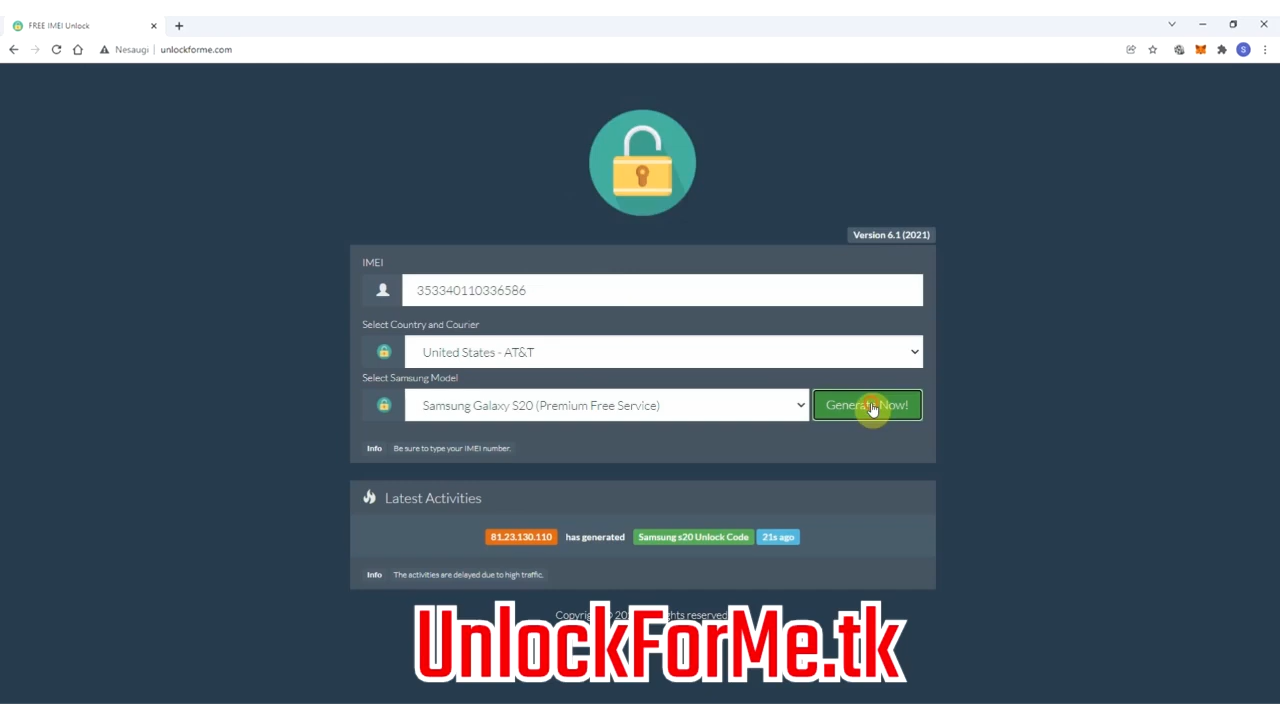 FREE IMEI Unlock
Nesaugi | unlockforme.com
S
Version 6.1 (2021)
IMEI
353340110336586
Select Country and Courier
United States - AT&T
Select Samsung Model
Samsung Galaxy S20 (Premium Free Service)
Generate Now!
Info Be sure to type your IMEI number.
Latest Activities
81.23.130.110 has generated Samsung s20 Unlock Code 21s ago
Info The activities are delayed due to high traffic.
reserved
UnlockForMe.tk